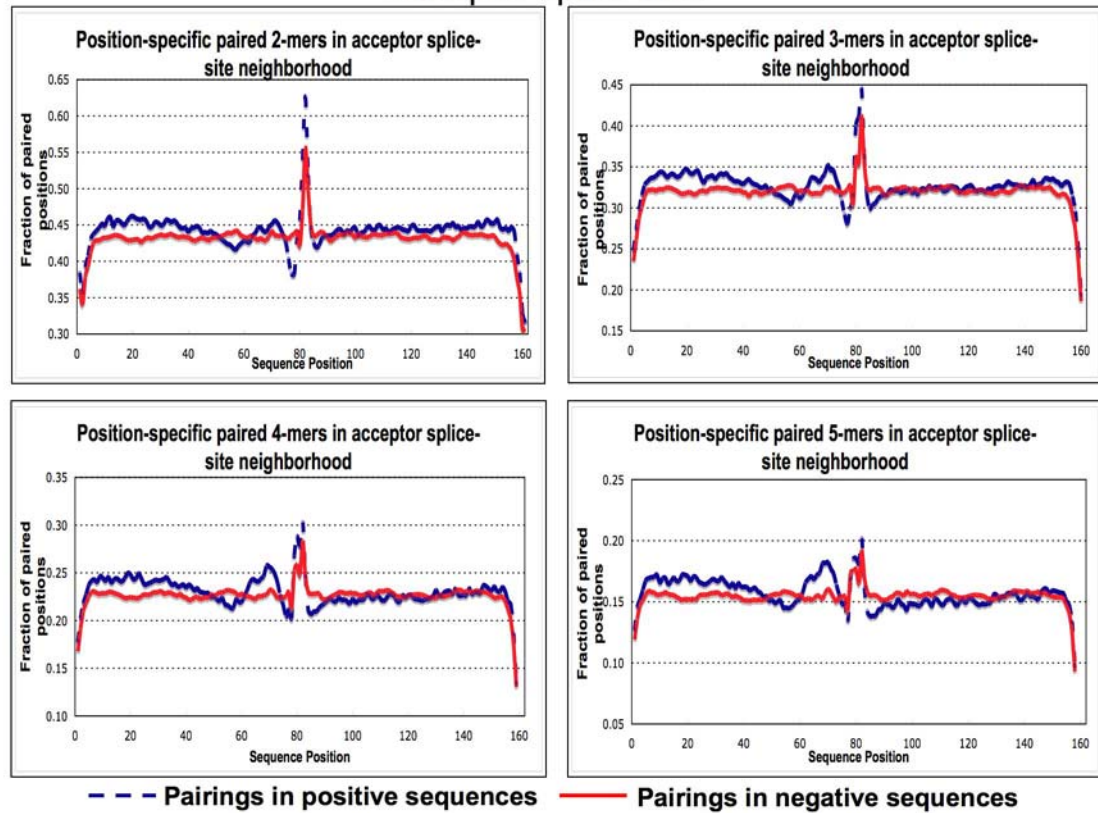 Position-specific paired 2-mers in acceptor splice-
site neighborhood
Fraction of paired
positions
0.65
0.60
0.55
0.50
0.45
0.40
0.35
0.30
0 20 40 60 80 100 120 140 160
Sequence Position
Position-specific paired 3-mers in acceptor splice-
site neighborhood
Fraction of paired
positions
0.45
0.40
0.35
0.30
0.25
0.20
0.15
0 20 40 60 80 100 120 140 160
Sequence Position
Position-specific paired 4-mers in acceptor splice-
site neighborhood
Fraction of paired
positions
0.35
0.30
0.25
0.20
0.15
0.10
0 20 40 60 80 100 120 140 160
Sequence Position
Position-specific paired 5-mers in acceptor splice-
site neighborhood
Fraction of paired
positions
0.25
0.20
0.15
0.10
0.05
0 20 40 60 80 100 120 140 160
Sequence Position
Pairings in positive sequences Pairings in negative sequences